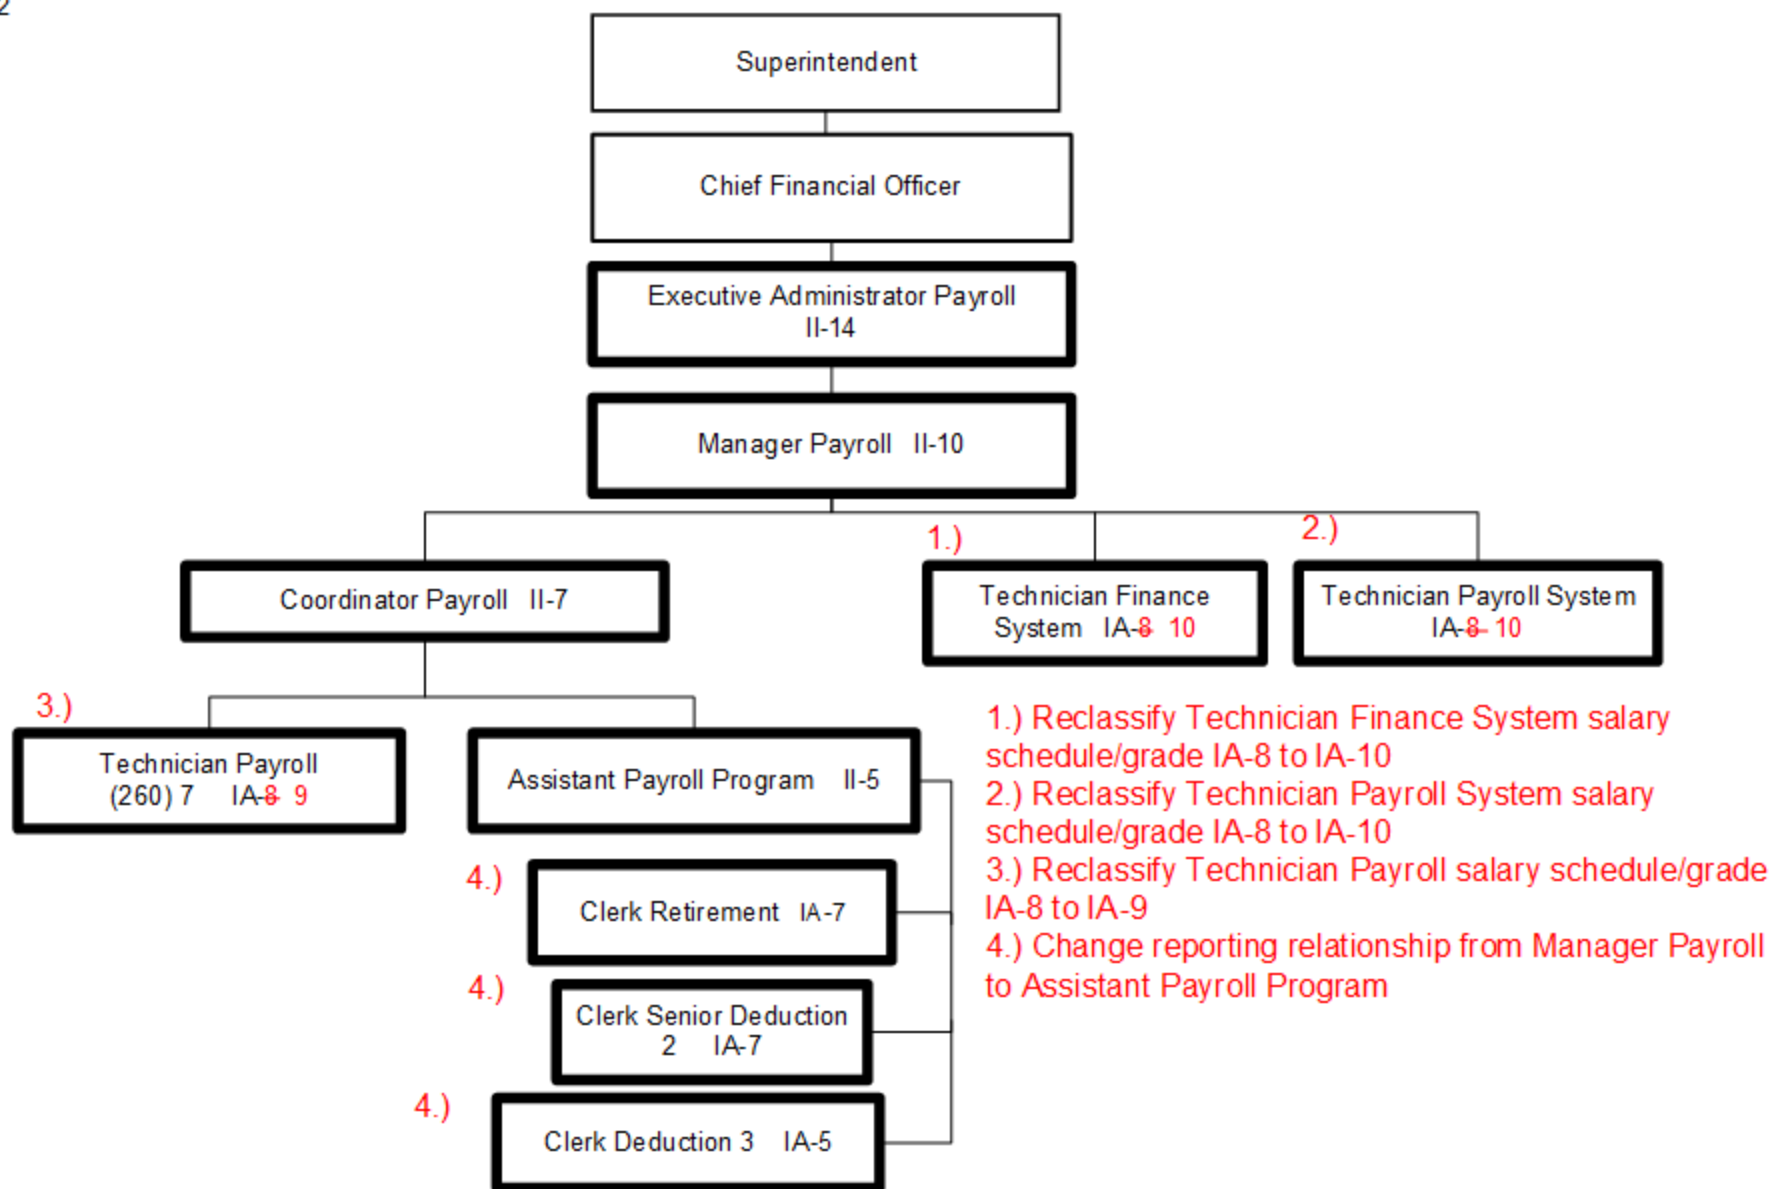 2
Superintendent
Chief Financial Officer
Executive Administrator Payroll
II-14
Manager Payroll II-10
1.)
2.)
Coordinator Payroll II-7
Technician Finance
System IA-8 10
Technician Payroll System
IA-8 10
3.)
Technician Payroll
(260) 7 IA-8 9
Assistant Payroll Program II-5
4.)
Clerk Retirement IA-7
4.)
Clerk Senior Deduction
2 IA-7
4.)
Clerk Deduction 3 IA-5
1.) Reclassify Technician Finance System salary
schedule/grade IA-8 to IA-10
2.) Reclassify Technician Payroll System salary
schedule/grade IA-8 to IA-10
3.) Reclassify Technician Payroll salary schedule/grade
IA-8 to IA-9
4.) Change reporting relationship from Manager Payroll
to Assistant Payroll Program